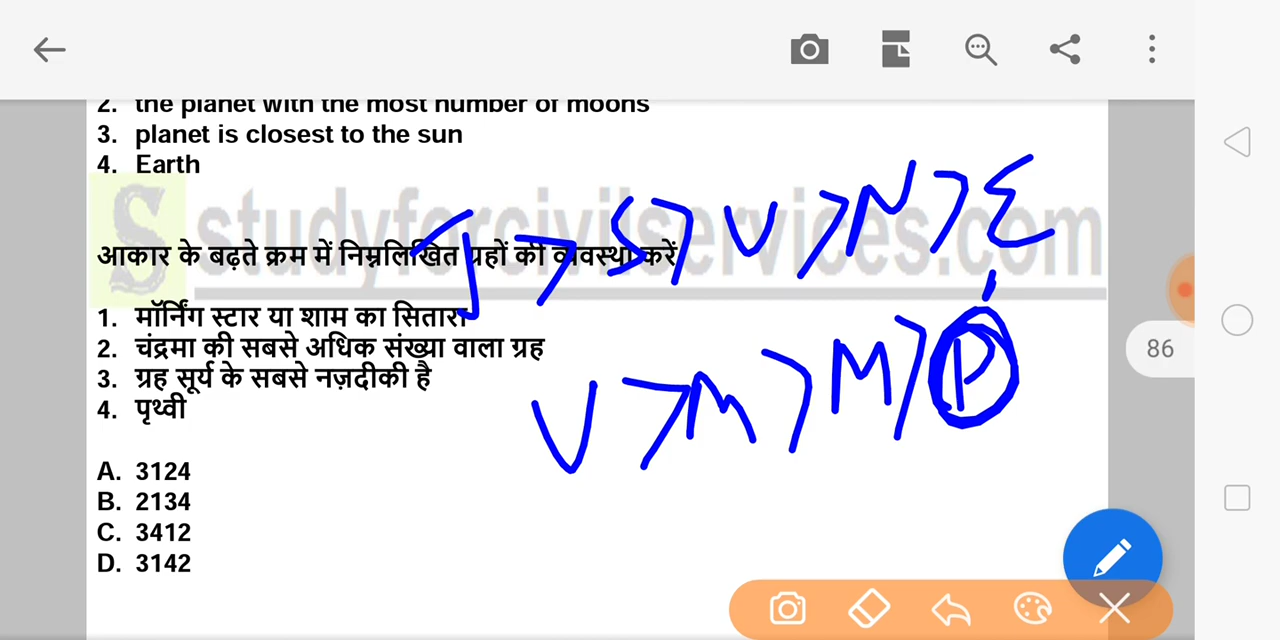 2. the planet with the most number of moons
3. planet is closest to the sun
4. Earth
studyforcivilservices.com
आकार के बढ़ते क्रम में निम्नलिखित ग्रहों की व्यवस्था करें
J > S > U > N > E
1. मॉर्निंग स्टार या शाम का सितारा
2. चंद्रमा की सबसे अधिक संख्या वाला ग्रह
3. ग्रह सूर्य के सबसे नज़दीकी है
4. पृथ्वी
V > M > M > P
86
A. 3124
B. 2134
C. 3412
D. 3142